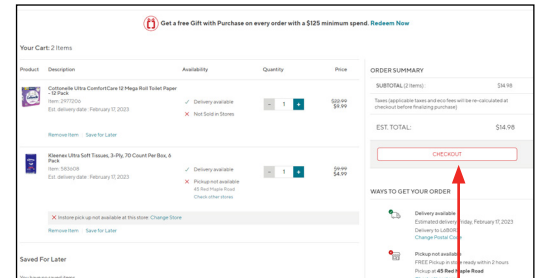 Get a free Gift with Purchase on every order with a $125 minimum spend. Redeem Now
Your Cart: 2 Items
Product Description Availability Quantity Price
Cottonelle Ultra ComfortCare 12 Mega Roll Toilet Paper
- 12 Pack
Item: 2977206
Est. delivery date : February 17, 2023
Delivery available
Not Sold in Stores
- 1 +
$22.99
$9.99
Remove Item Save for Later
Kleenex Ultra Soft Tissues, 3-Ply, 70 Count Per Box, 6
Pack
Item: 585608
Est. delivery date : February 17, 2023
Delivery available
Pickup not available
45 Red Maple Road
Check other stores
- 1 +
$9.99
$4.99
Instore pick up not available at this store Change Store
Remove Item Save for Later
Saved For Later
You have no saved items
ORDER SUMMARY
SUBTOTAL (2 Items): $14.98
Taxes (applicable taxes and eco fees will be re-calculated at
checkout before finalizing purchase)
EST. TOTAL: $14.98
CHECKOUT
WAYS TO GET YOUR ORDER
Delivery available
Estimated delivery Friday, February 17, 2023
Delivery to
Change Postal Code
Pickup not available
FREE Pickup in store ready within 2 hours
Pickup at 45 Red Maple Road